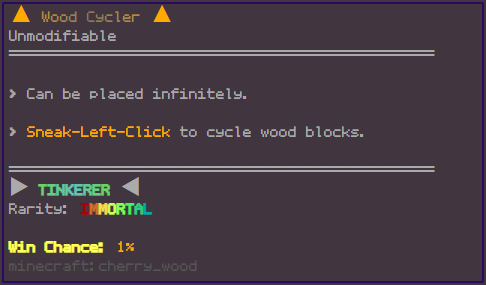 Wood Cycler
Unmodifiable
> Can be placed infinitely.
> Sneak-Left-Click to cycle wood blocks.
TINKERER
Rarity: IMMORTAL
Win Chance: 1%
minecraft:cherry_wood